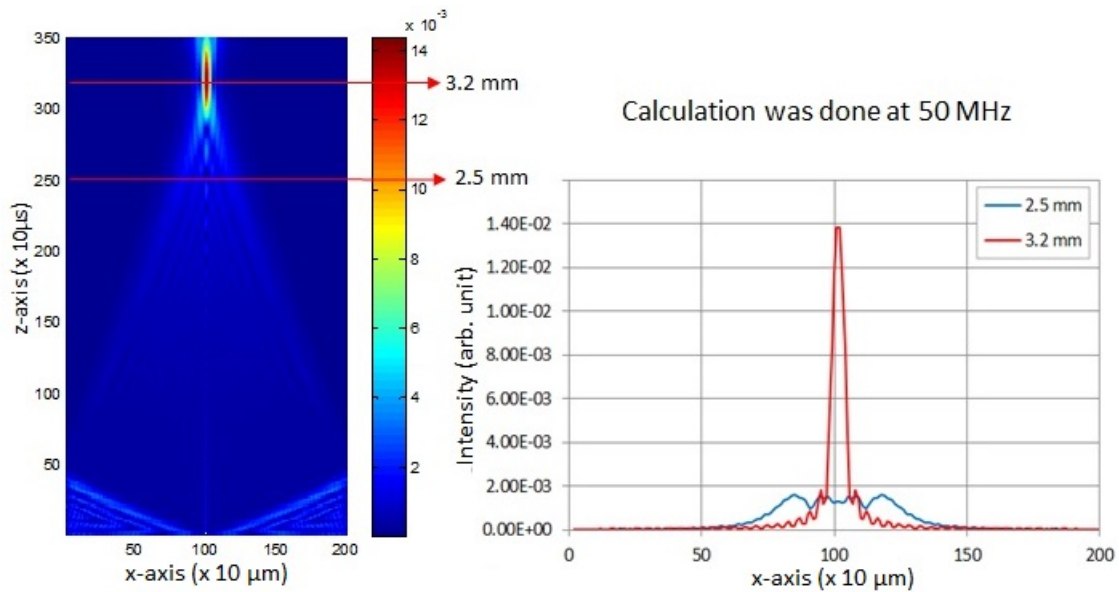 x 10 -3
350
300
250
200
150
100
50
z-axis (x 10µs)
50
100
150
200
x-axis (x 10 µm)
14
12
10
8
6
4
2
3.2 mm
2.5 mm
Calculation was done at 50 MHz
2.5 mm
3.2 mm
1.40E-02
1.20E-02
1.00E-02
8.00E-03
6.00E-03
4.00E-03
2.00E-03
0.00E+00
Intensity (arb. unit)
0
50
100
150
200
x-axis (x 10 µm)